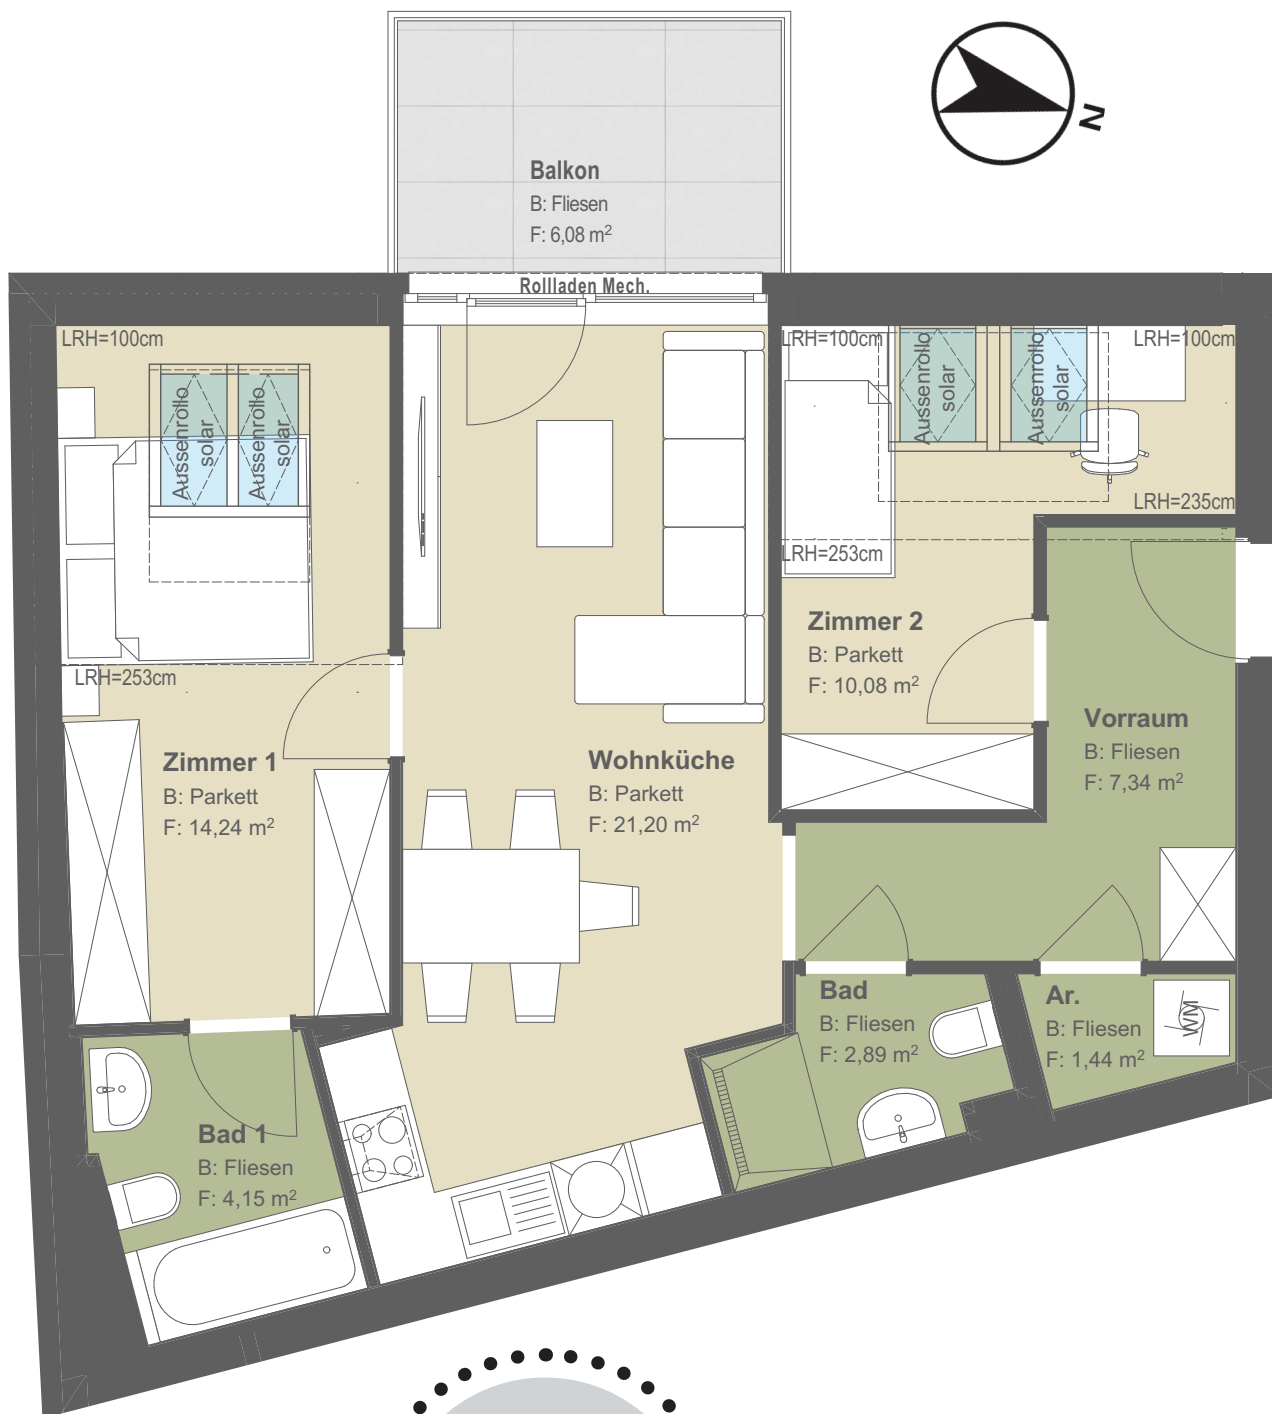 N
Balkon
B: Fliesen
F: 6,08 m²
Rollladen Mech.
LRH=100cm
Aussenrollo
solar
Aussenrollo
solar
LRH=253cm
Zimmer 1
B: Parkett
F: 14,24 m²
Wohnküche
B: Parkett
F: 21,20 m²
LRH=100cm
Aussenrollo
solar
Aussenrollo
solar
LRH=100cm
LRH=235cm
LRH=253cm
Zimmer 2
B: Parkett
F: 10,08 m²
Vorraum
B: Fliesen
F: 7,34 m²
Bad
B: Fliesen
F: 2,89 m²
Ar.
B: Fliesen
F: 1,44 m²
WM
Bad 1
B: Fliesen
F: 4,15 m²